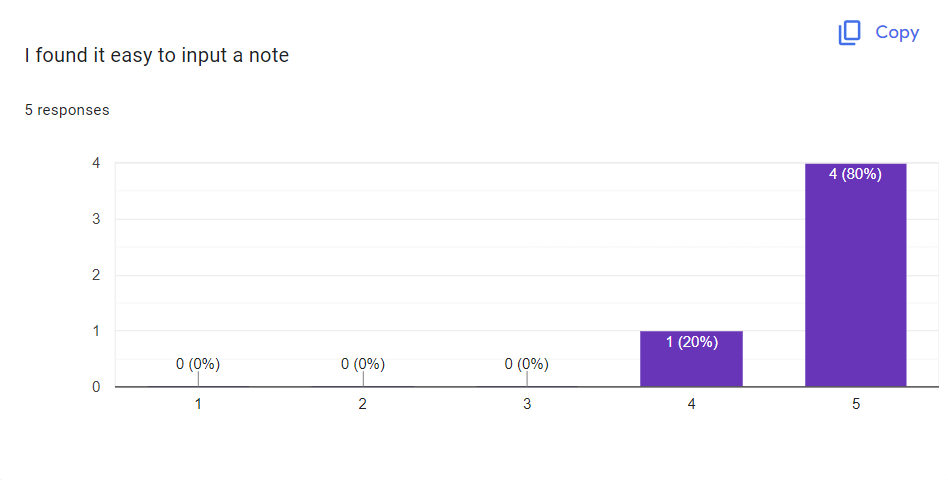 Copy
I found it easy to input a note
5 responses
4
3
2
1
0
0 (0%)
0 (0%)
0 (0%)
1 (20%)
4 (80%)
1 2 3 4 5